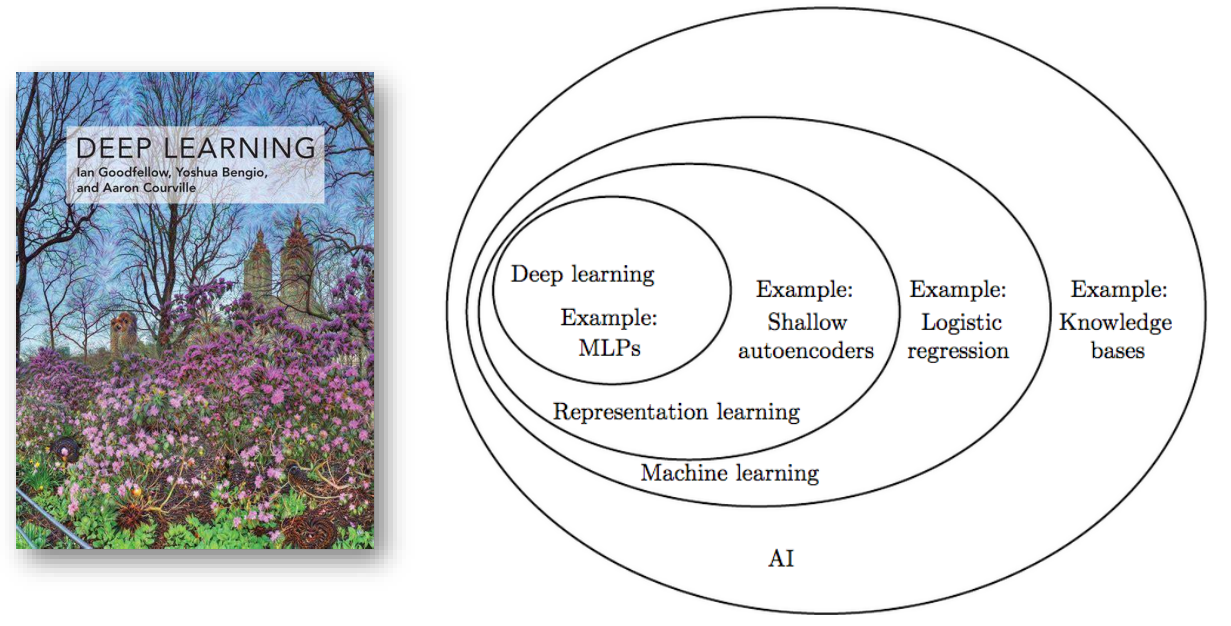 DEEP LEARNING
Ian Goodfellow, Yoshua Bengio,
and Aaron Courville
Deep learning
Example:
MLPs
Example:
Shallow
autoencoders
Example:
Logistic
regression
Example:
Knowledge
bases
Representation learning
Machine learning
AI